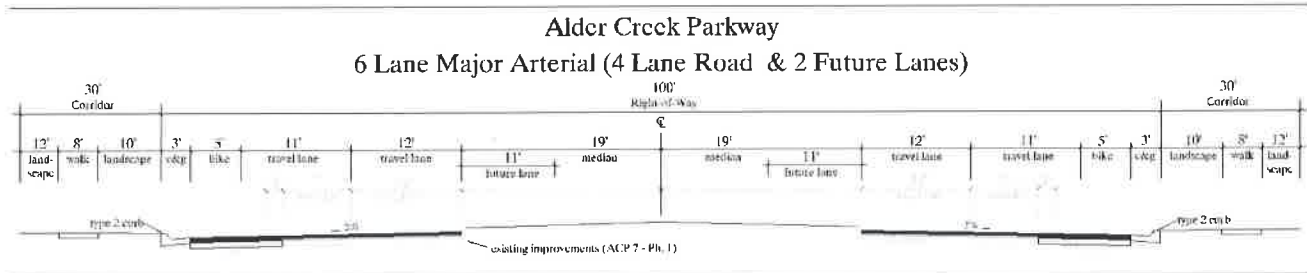 Alder Creek Parkway
6 Lane Major Arterial (4 Lane Road & 2 Future Lanes)
30' 100' 30'
Corridor Right-of-Way Corridor
℄
12' 8' 10' 3' 5' 11' 12' 19' 19' 12' 11' 5' 3' 10' 8' 12'
land- walk landscape c&g bike travel lane travel lane 11' median median 11' travel lane travel lane bike c&g landscape walk land-
scape future lane future lane scape
type 2 curb type 2 curb
existing improvements (ACP 7 - Ph. 1)